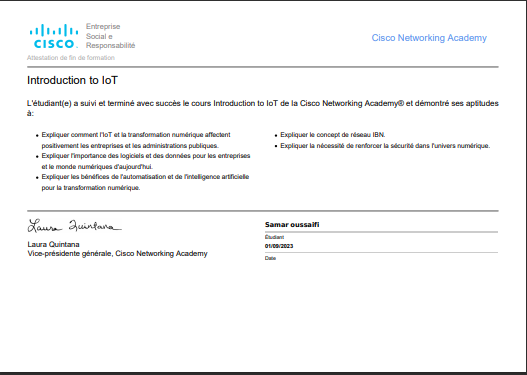 Entreprise
Social e
Responsabilité
CISCO.
Cisco Networking Academy
Attestation de fin de formation
Introduction to IoT
L'étudiant(e) a suivi et terminé avec succès le cours Introduction to IoT de la Cisco Networking Academy® et démontré ses aptitudes
à:
• Expliquer comment l'IoT et la transformation numérique affectent
positivement les entreprises et les administrations publiques.
• Expliquer l'importance des logiciels et des données pour les entreprises
et le monde numériques d'aujourd'hui.
• Expliquer les bénéfices de l'automatisation et de l'intelligence artificielle
pour la transformation numérique.
• Expliquer le concept de réseau IBN.
• Expliquer la nécessité de renforcer la sécurité dans l'univers numérique.
Laura Quintana
Laura Quintana
Vice-présidente générale, Cisco Networking Academy
Samar oussaifi
Étudiant
01/09/2023
Date